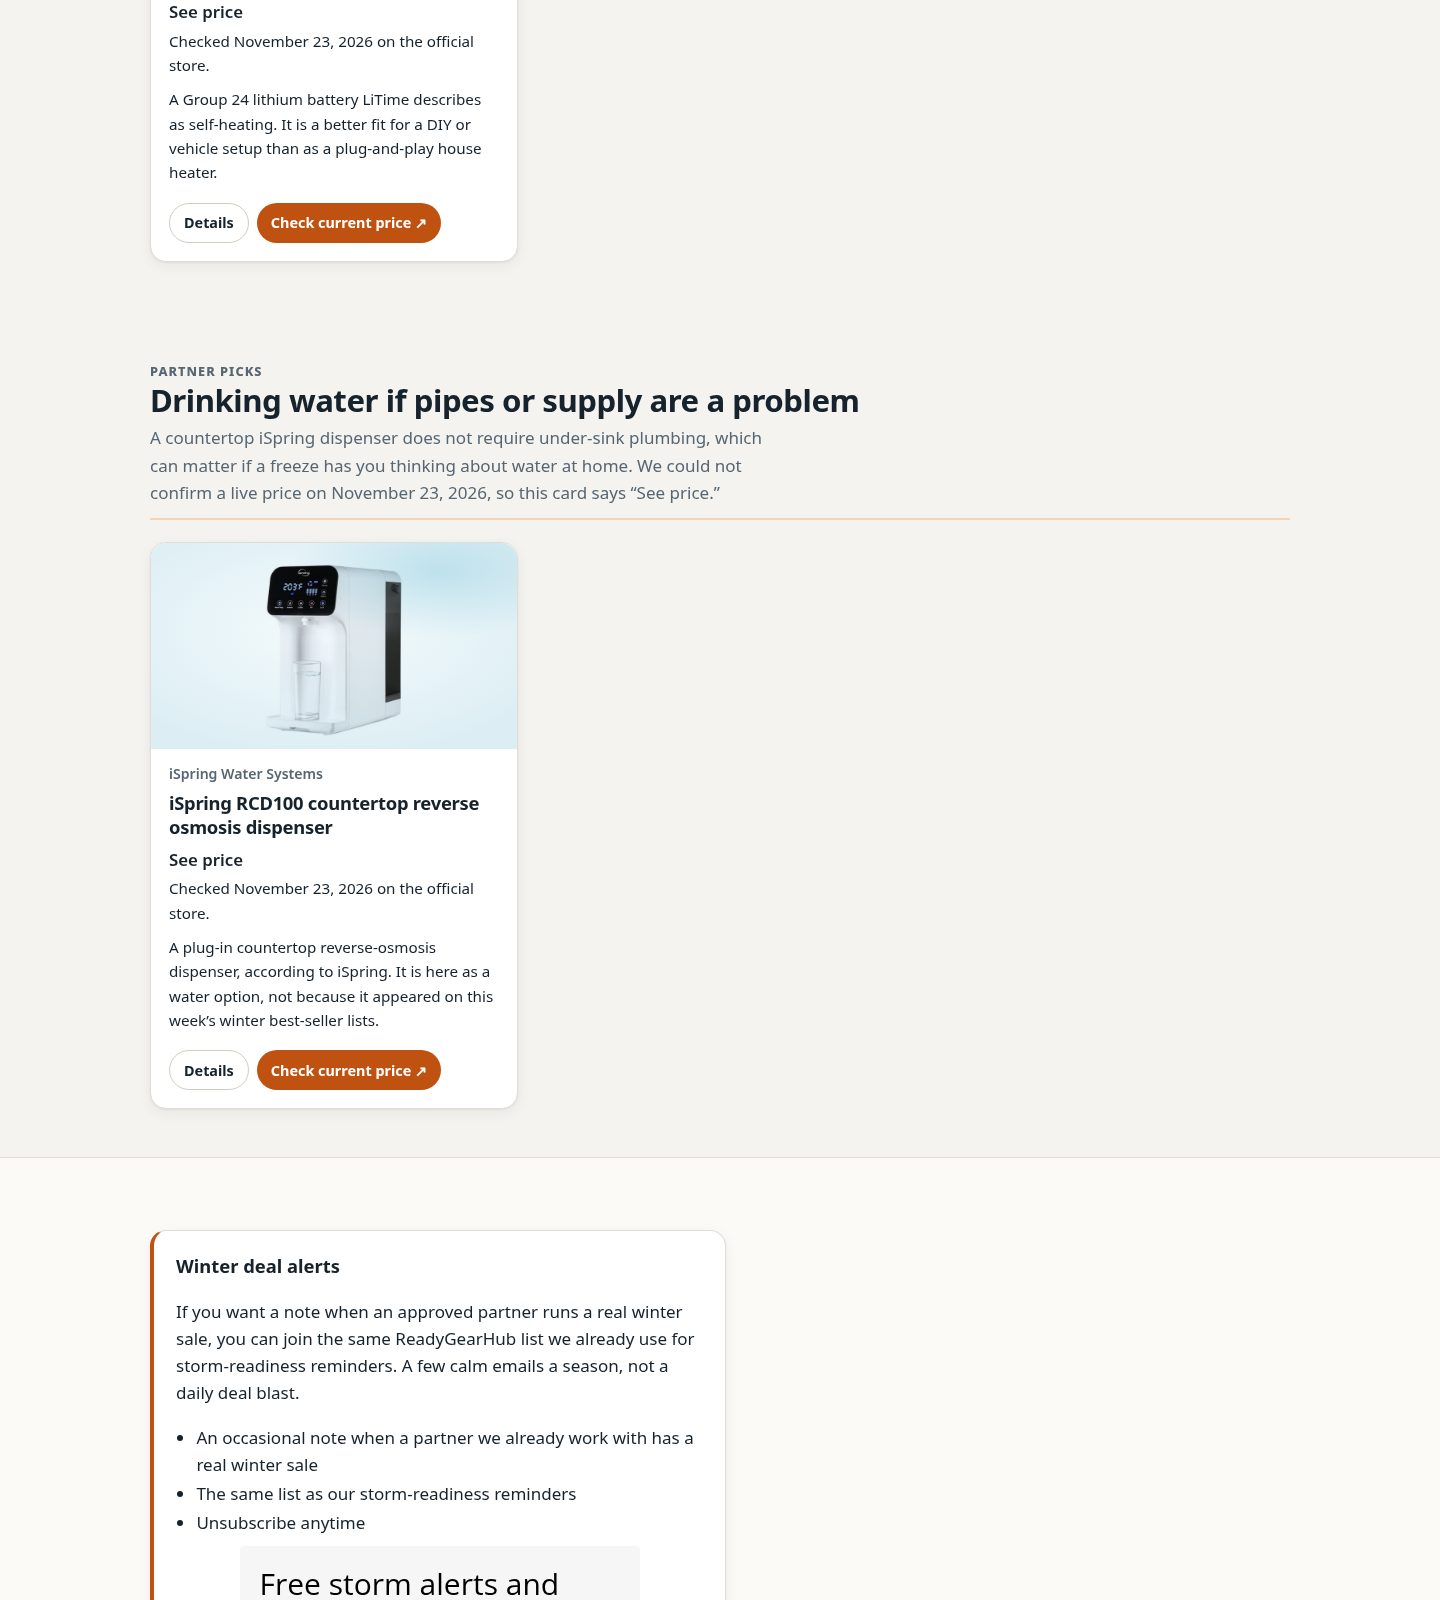 See price
Checked November 23, 2026 on the official
store.
A Group 24 lithium battery LiTime describes
as self-heating. It is a better fit for a DIY or
vehicle setup than as a plug-and-play house
heater.
Details
Check current price ↗
PARTNER PICKS
Drinking water if pipes or supply are a problem
A countertop iSpring dispenser does not require under-sink plumbing, which
can matter if a freeze has you thinking about water at home. We could not
confirm a live price on November 23, 2026, so this card says “See price.”
203°F
iSpring Water Systems
iSpring RCD100 countertop reverse
osmosis dispenser
See price
Checked November 23, 2026 on the official
store.
A plug-in countertop reverse-osmosis
dispenser, according to iSpring. It is here as a
water option, not because it appeared on this
week’s winter best-seller lists.
Details
Check current price ↗
Winter deal alerts
If you want a note when an approved partner runs a real winter
sale, you can join the same ReadyGearHub list we already use for
storm-readiness reminders. A few calm emails a season, not a
daily deal blast.
• An occasional note when a partner we already work with has a
real winter sale
• The same list as our storm-readiness reminders
• Unsubscribe anytime
Free storm alerts and